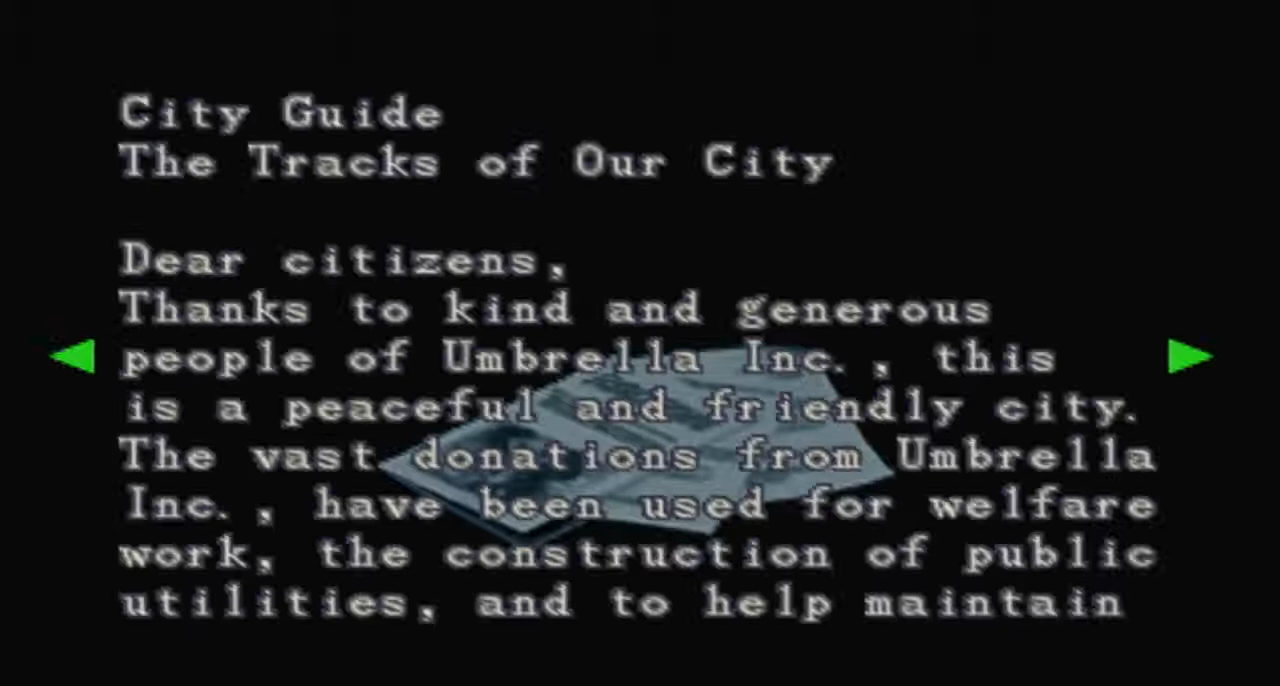 City Guide
The Tracks of Our City
Dear citizens,
Thanks to kind and generous
people of Umbrella Inc., this
is a peaceful and friendly city.
The vast donations from Umbrella
Inc., have been used for welfare
work, the construction of public
utilities, and to help maintain